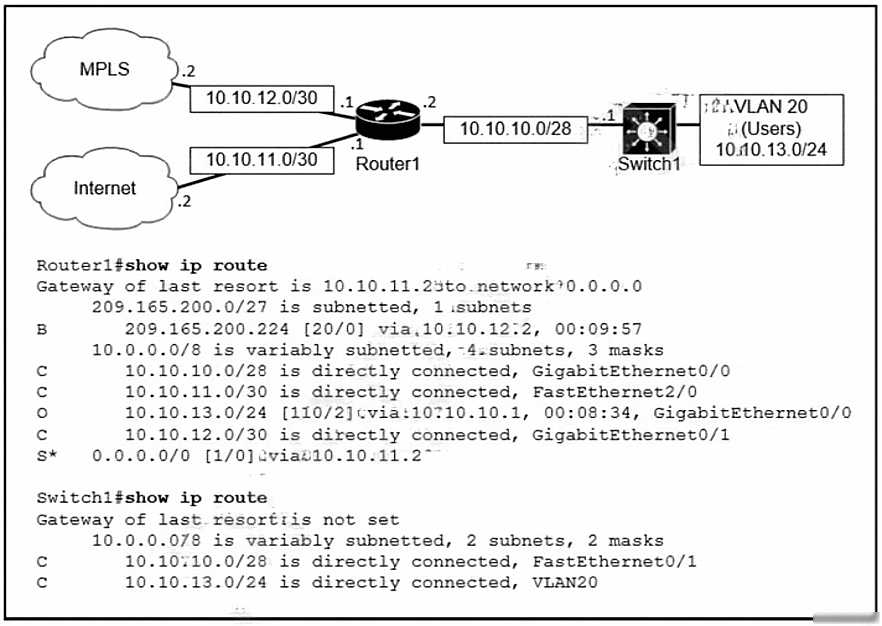 MPLS
.2
10.10.12.0/30
.1
.2
10.10.10.0/28
.1
VLAN 20
(Users)
10.10.13.0/24
Router1
Switch1
.1
10.10.11.0/30
Internet
.2
Router1#show ip route
Gateway of last resort is 10.10.11.2 to network 0.0.0.0
209.165.200.0/27 is subnetted, 1 subnets
B 209.165.200.224 [20/0] via 10.10.12.2, 00:09:57
10.0.0.0/8 is variably subnetted, 4 subnets, 3 masks
C 10.10.10.0/28 is directly connected, GigabitEthernet0/0
C 10.10.11.0/30 is directly connected, FastEthernet2/0
O 10.10.13.0/24 [110/2] via 10.10.10.1, 00:08:34, GigabitEthernet0/0
C 10.10.12.0/30 is directly connected, GigabitEthernet0/1
S* 0.0.0.0/0 [1/0] via 10.10.11.2
Switch1#show ip route
Gateway of last resort is not set
10.0.0.0/8 is variably subnetted, 2 subnets, 2 masks
C 10.10.10.0/28 is directly connected, FastEthernet0/1
C 10.10.13.0/24 is directly connected, VLAN20